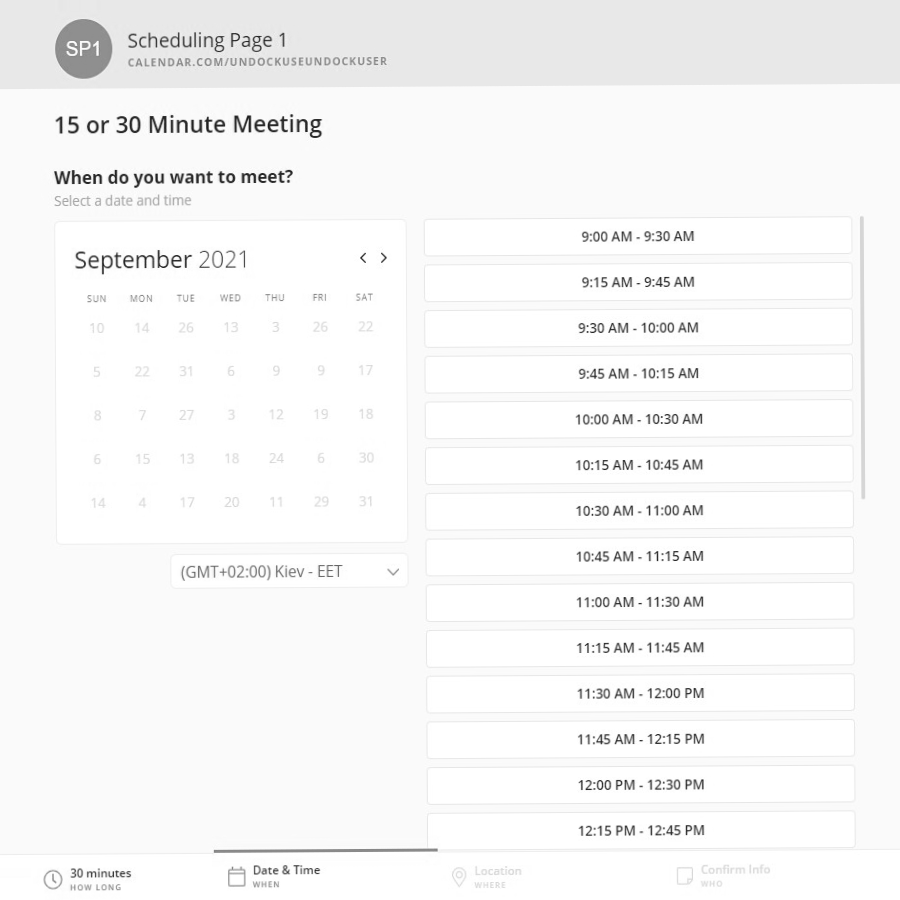 SP1
Scheduling Page 1
CALENDAR.COM/UNDOCKUSEUNDOCKUSER
15 or 30 Minute Meeting
When do you want to meet?
Select a date and time
September 2021
SUN MON TUE WED THU FRI SAT
10 14 26 13 3 26 22
5 22 31 6 9 9 17
8 7 27 3 12 19 18
6 15 13 18 24 6 30
14 4 17 20 11 29 31
(GMT+02:00) Kiev - EET
9:00 AM - 9:30 AM
9:15 AM - 9:45 AM
9:30 AM - 10:00 AM
9:45 AM - 10:15 AM
10:00 AM - 10:30 AM
10:15 AM - 10:45 AM
10:30 AM - 11:00 AM
10:45 AM - 11:15 AM
11:00 AM - 11:30 AM
11:15 AM - 11:45 AM
11:30 AM - 12:00 PM
11:45 AM - 12:15 PM
12:00 PM - 12:30 PM
12:15 PM - 12:45 PM
30 minutes
HOW LONG
Date & Time
WHEN
Location
WHERE
Confirm Info
WHO